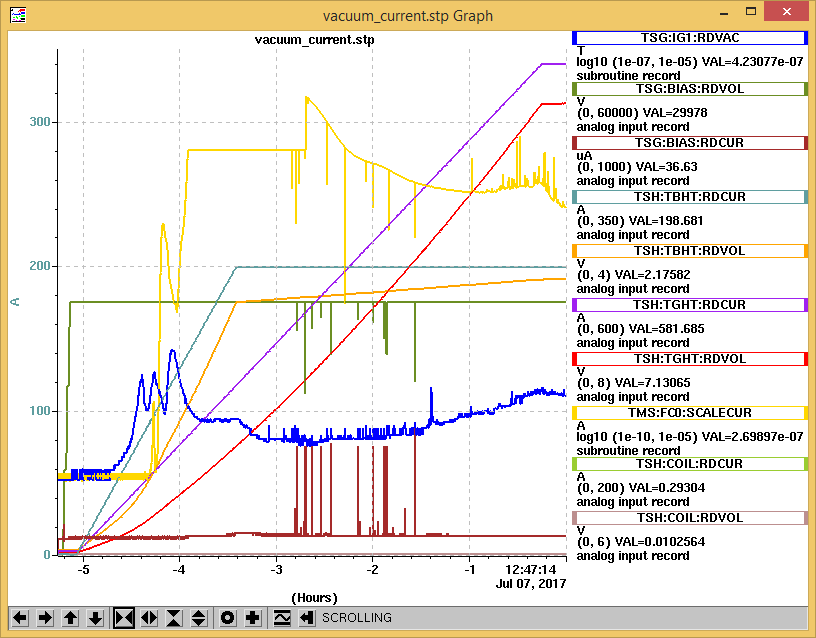 vacuum_current.stp Graph
vacuum_current.stp
300
200
100
0
A
-5
-4
-3
-2
-1
12:47:14
Jul 07, 2017
(Hours)
TSG:IG1:RDVAC
T
log10 (1e-07, 1e-05) VAL=4.23077e-07
subroutine record
TSG:BIAS:RDVOL
V
(0, 60000) VAL=29978
analog input record
TSG:BIAS:RDCUR
uA
(0, 1000) VAL=36.63
analog input record
TSH:TBHT:RDCUR
A
(0, 350) VAL=198.681
analog input record
TSH:TBHT:RDVOL
V
(0, 4) VAL=2.17582
analog input record
TSH:TGHT:RDCUR
A
(0, 600) VAL=581.685
analog input record
TSH:TGHT:RDVOL
V
(0, 8) VAL=7.13065
analog input record
TMS:FC0:SCALECUR
A
log10 (1e-10, 1e-05) VAL=2.69897e-07
subroutine record
TSH:COIL:RDCUR
A
(0, 200) VAL=0.29304
analog input record
TSH:COIL:RDVOL
V
(0, 6) VAL=0.0102564
analog input record
SCROLLING